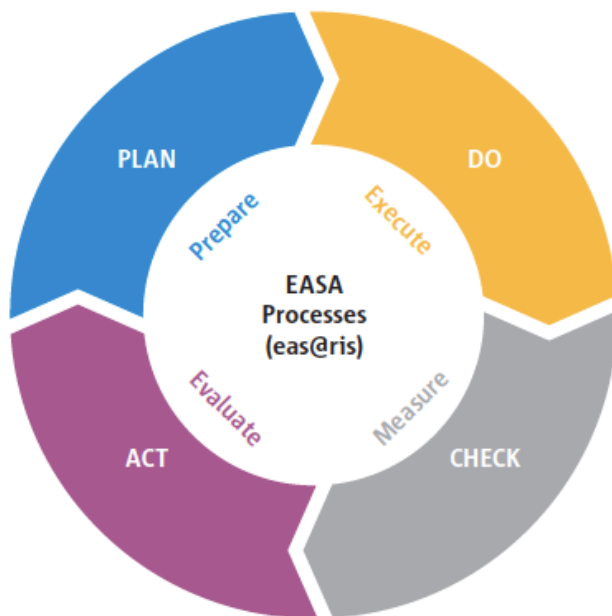 PLAN
DO
Prepare
Execute
EASA
Processes
(eas@ris)
Evaluate
Measure
ACT
CHECK